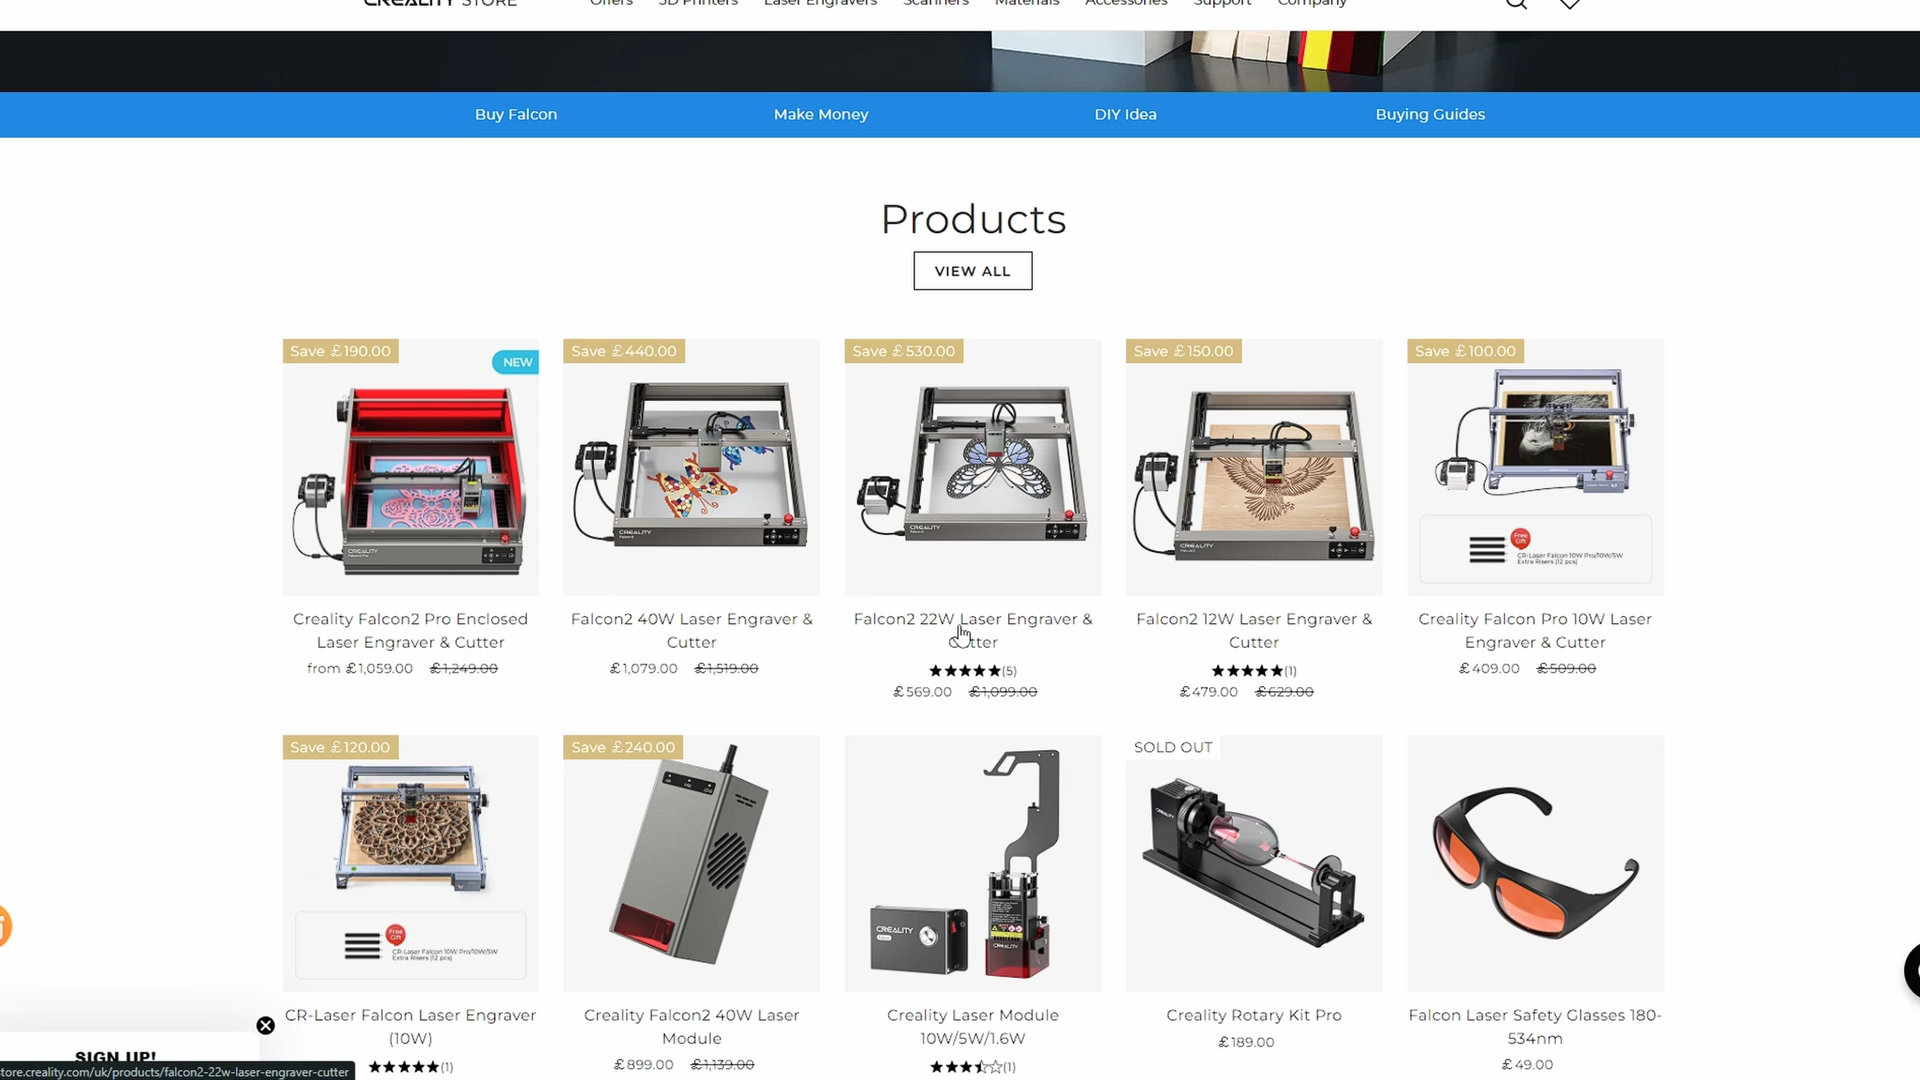 CREALITY STORE
Offers
3D Printers
Laser Engravers
Scanners
Materials
Accessories
Support
Company
Buy Falcon
Make Money
DIY Idea
Buying Guides
Products
VIEW ALL
Save £190.00
NEW
Save £440.00
Save £530.00
Save £150.00
Save £100.00
CREALITY
CREALITY
CREALITY
CREALITY
Free Gift
CR-Laser Falcon 10W Pro/10W/5W
Extra Risers (12 pcs)
Creality Falcon2 Pro Enclosed
Laser Engraver & Cutter
from £1,059.00 £1,249.00
Falcon2 40W Laser Engraver &
Cutter
£1,079.00 £1,519.00
Falcon2 22W Laser Engraver &
Cutter
(5)
£569.00 £1,099.00
Falcon2 12W Laser Engraver &
Cutter
(1)
£479.00 £629.00
Creality Falcon Pro 10W Laser
Engraver & Cutter
£409.00 £509.00
Save £120.00
Save £240.00
SOLD OUT
Free Gift
CR-Laser Falcon 10W Pro/10W/5W
Extra Risers (12 pcs)
CREALITY
CREALITY
CR-Laser Falcon Laser Engraver
(10W)
(1)
Creality Falcon2 40W Laser
Module
£899.00 £1,139.00
Creality Laser Module
10W/5W/1.6W
(1)
Creality Rotary Kit Pro
£189.00
Falcon Laser Safety Glasses 180-
534nm
£49.00
SIGN UP!
store.creality.com/uk/products/falcon2-22w-laser-engraver-cutter